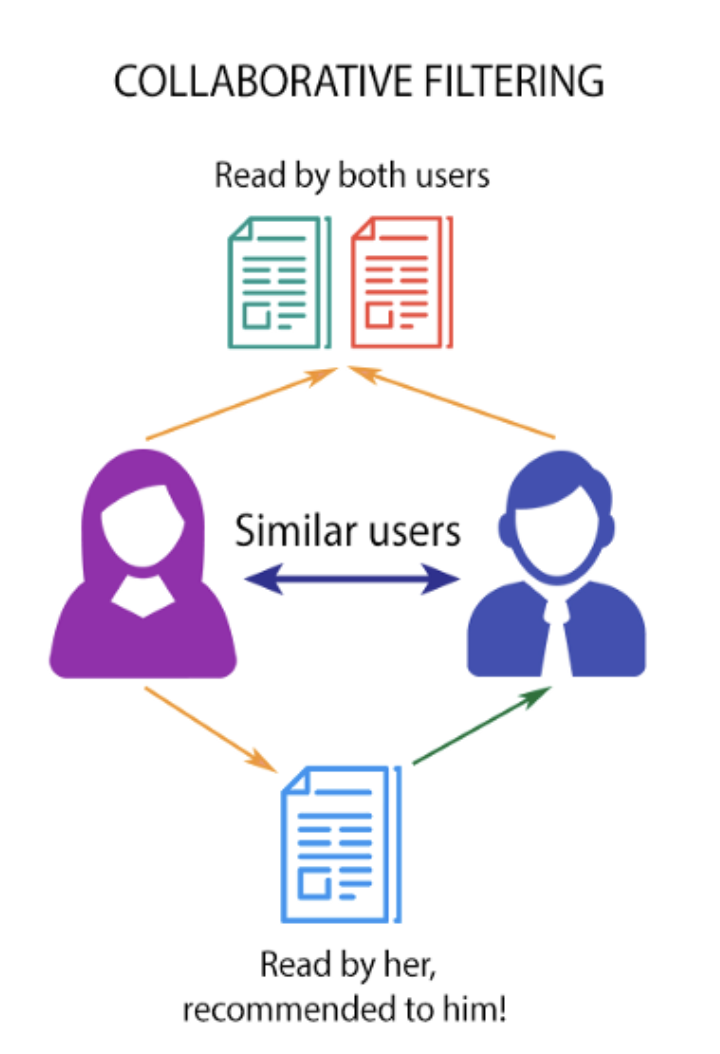 COLLABORATIVE FILTERING
Read by both users
Similar users
Read by her,
recommended to him!